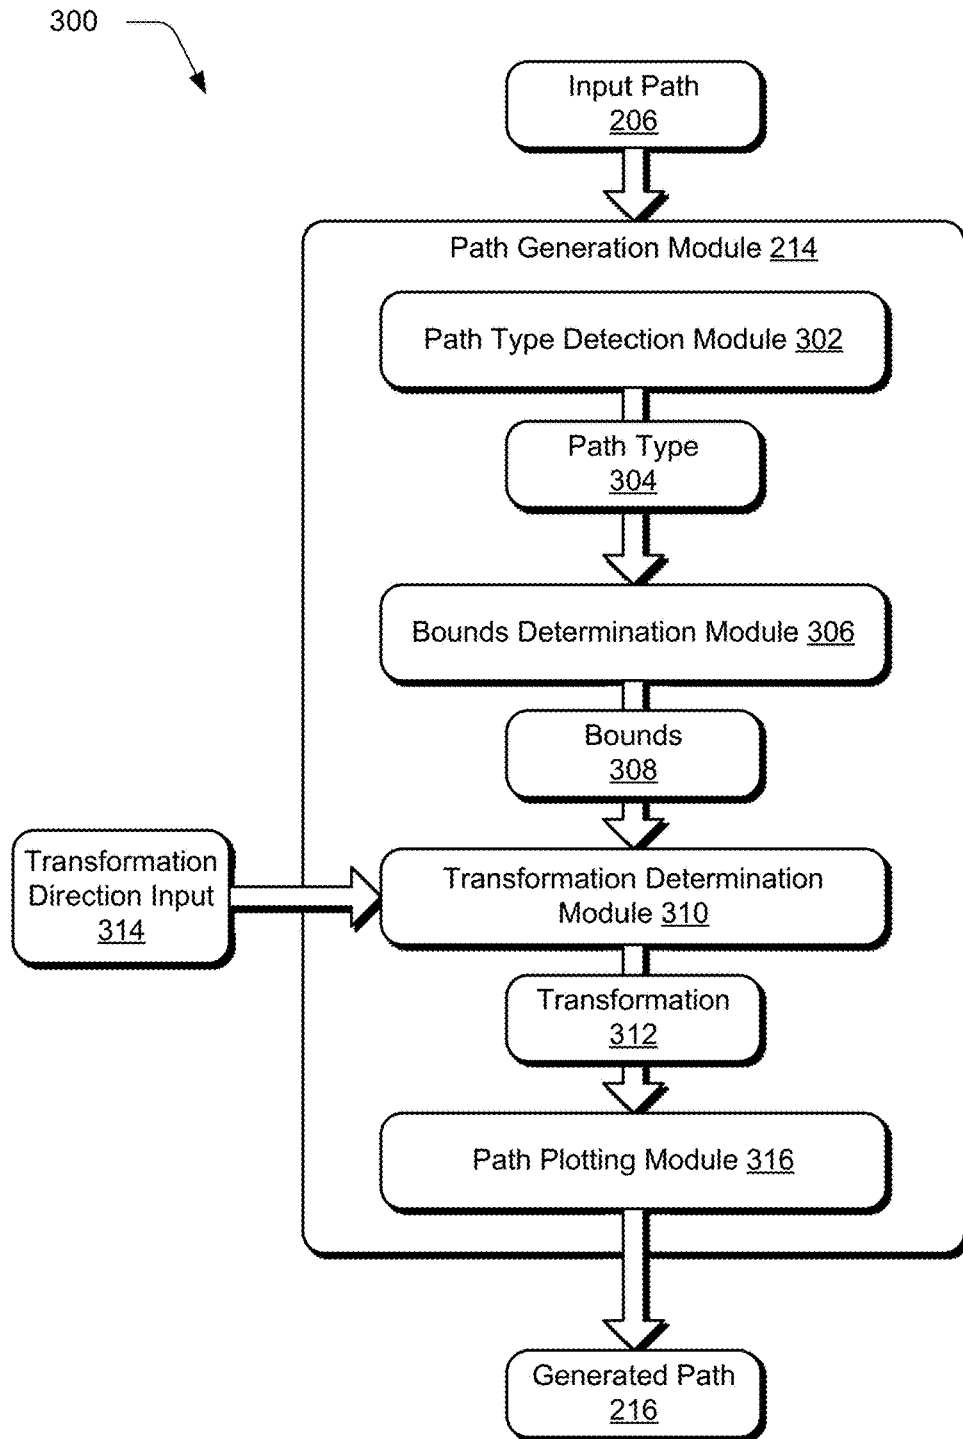 300
Input Path
206
Path Generation Module 214
Path Type Detection Module 302
Path Type
304
Bounds Determination Module 306
Bounds
308
Transformation
Direction Input
314
Transformation Determination
Module 310
Transformation
312
Path Plotting Module 316
Generated Path
216